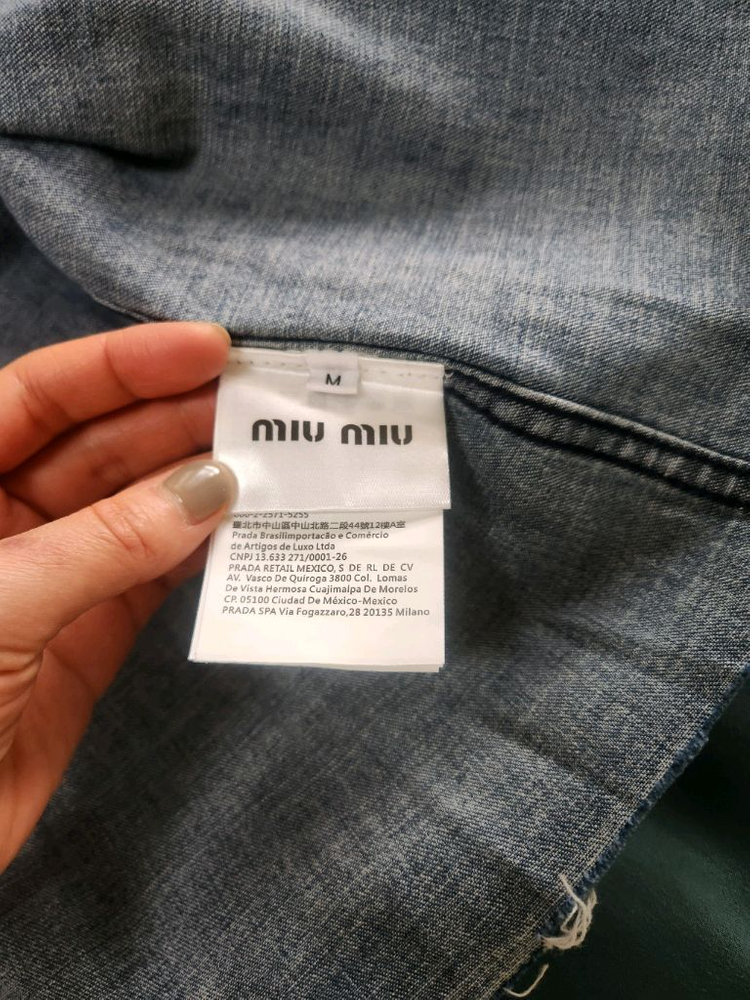 M
miu miu
臺北市中山區中山北路二段44號12樓A室
Prada Brasilimportacão e Comércio
de Artigos de Luxo Ltda
CNPJ 13.633 271/0001-26
PRADA RETAIL MEXICO, S DE RL DE CV
AV. Vasco De Quiroga 3800 Col. Lomas
De Vista Hermosa Cuajimalpa De Morelos
CP. 05100 Ciudad De México-Mexico
PRADA SPA Via Fogazzaro,28 20135 Milano